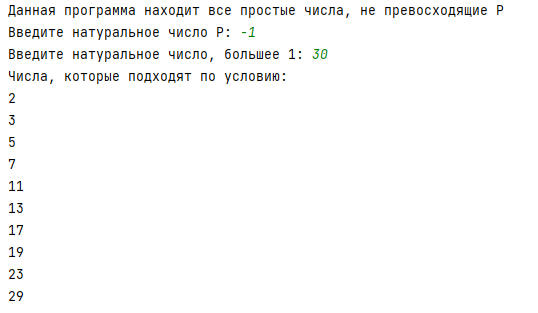 Данная программа находит все простые числа, не превосходящие P
Введите натуральное число P: -1
Введите натуральное число, большее 1: 30
Числа, которые подходят по условию:
2
3
5
7
11
13
17
19
23
29